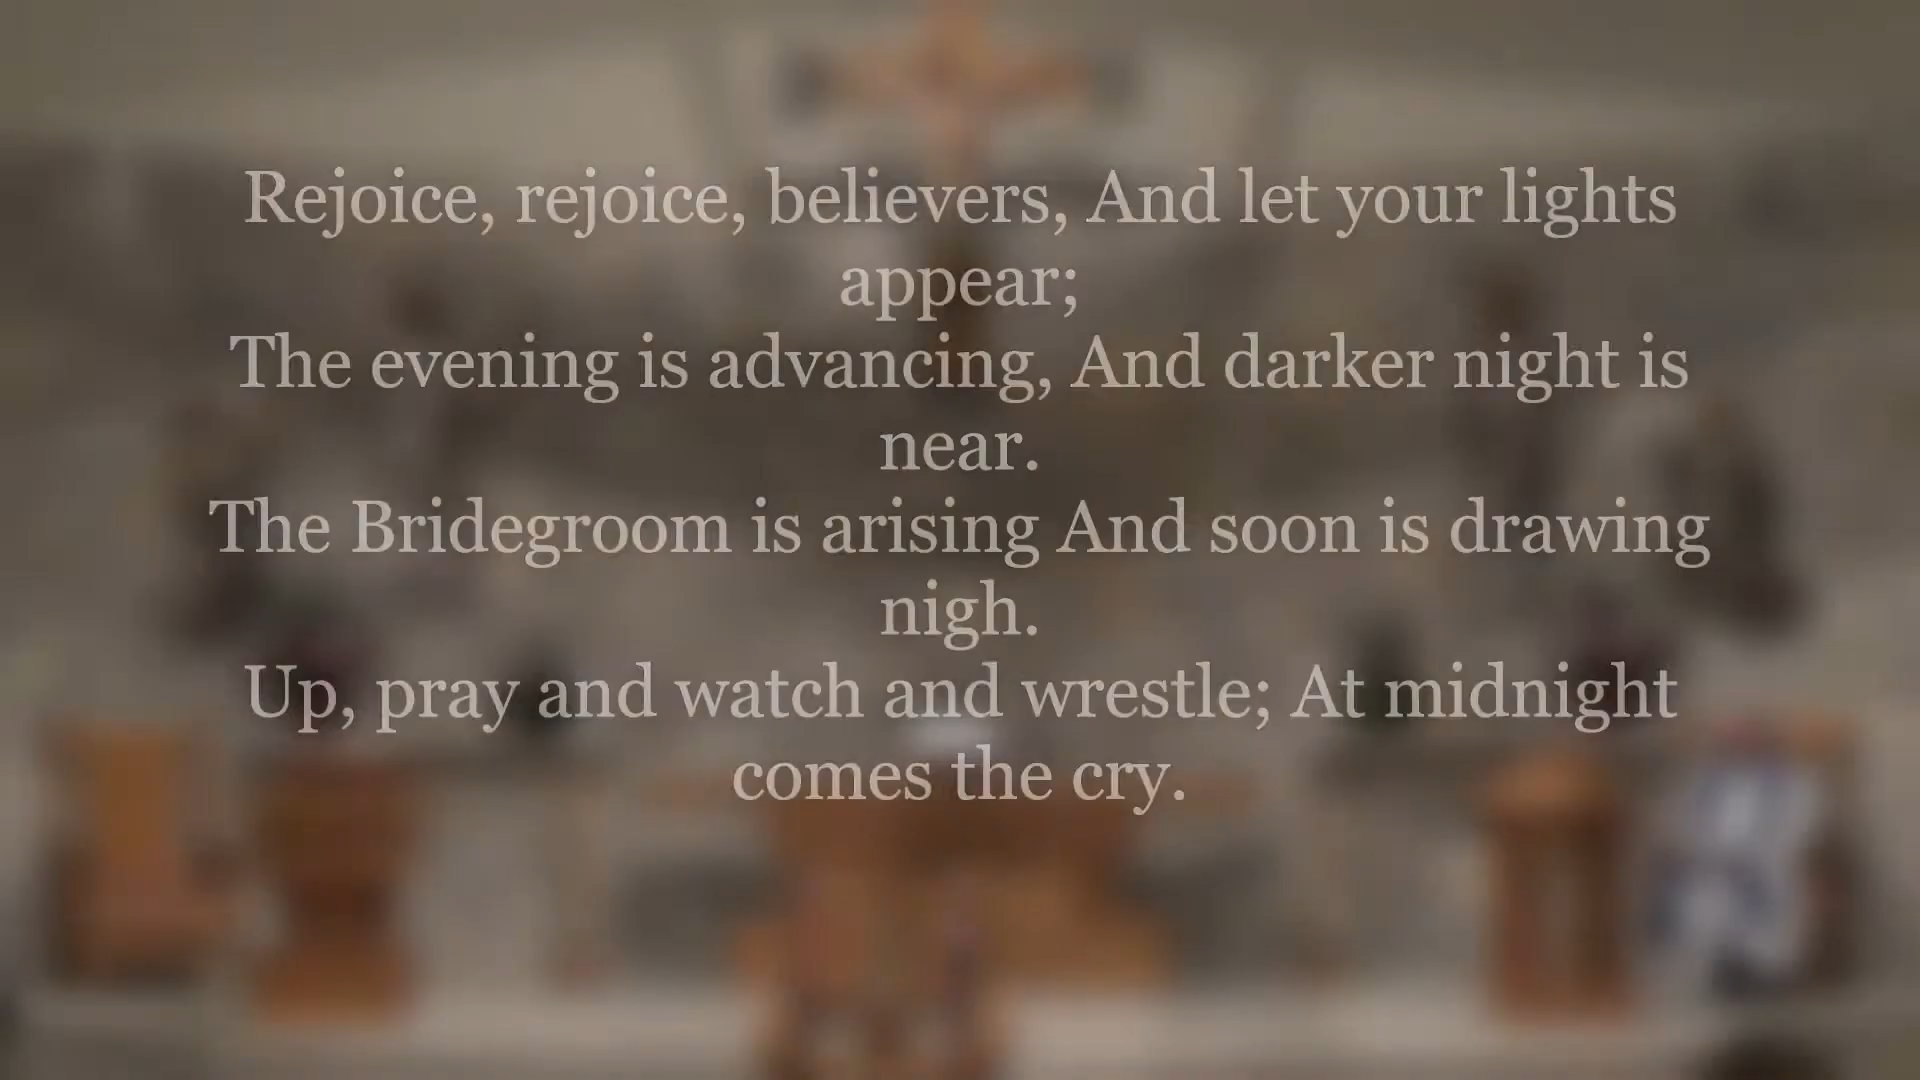 Rejoice, rejoice, believers, And let your lights
appear;
The evening is advancing, And darker night is
near.
The Bridegroom is arising And soon is drawing
nigh.
Up, pray and watch and wrestle; At midnight
comes the cry.